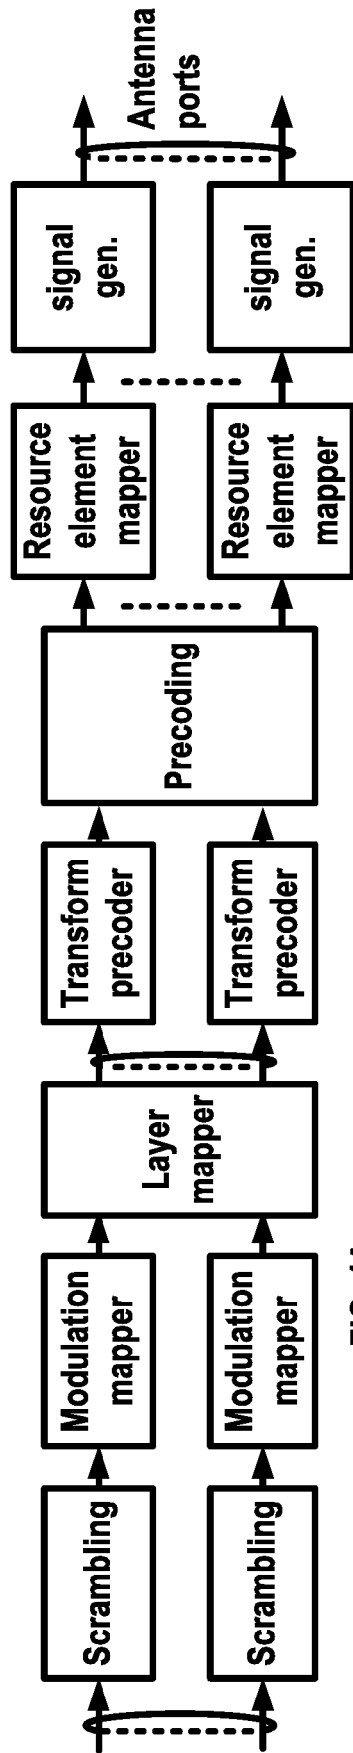 Scrambling
Modulation
mapper
Layer
mapper
Transform
precoder
Precoding
Resource
element
mapper
signal
gen.
Antenna
ports
Scrambling
Modulation
mapper
Transform
precoder
Resource
element
mapper
signal
gen.